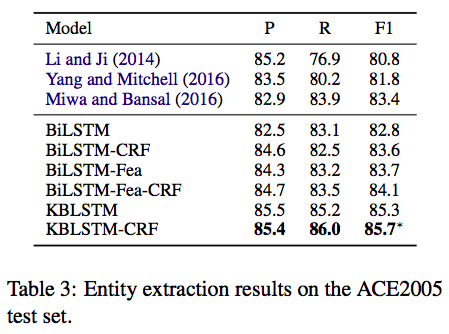 Model P R F1
Li and Ji (2014) 85.2 76.9 80.8
Yang and Mitchell (2016) 83.5 80.2 81.8
Miwa and Bansal (2016) 82.9 83.9 83.4
BiLSTM 82.5 83.1 82.8
BiLSTM-CRF 84.6 82.5 83.6
BiLSTM-Fea 84.3 83.2 83.7
BiLSTM-Fea-CRF 84.7 83.5 84.1
KBLSTM 85.5 85.2 85.3
KBLSTM-CRF 85.4 86.0 85.7*
Table 3: Entity extraction results on the ACE2005
test set.